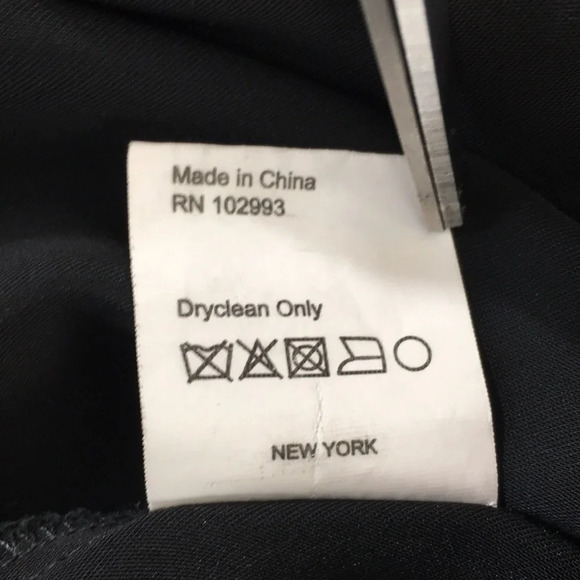 Made in China
RN 102993
Dryclean Only
NEW YORK